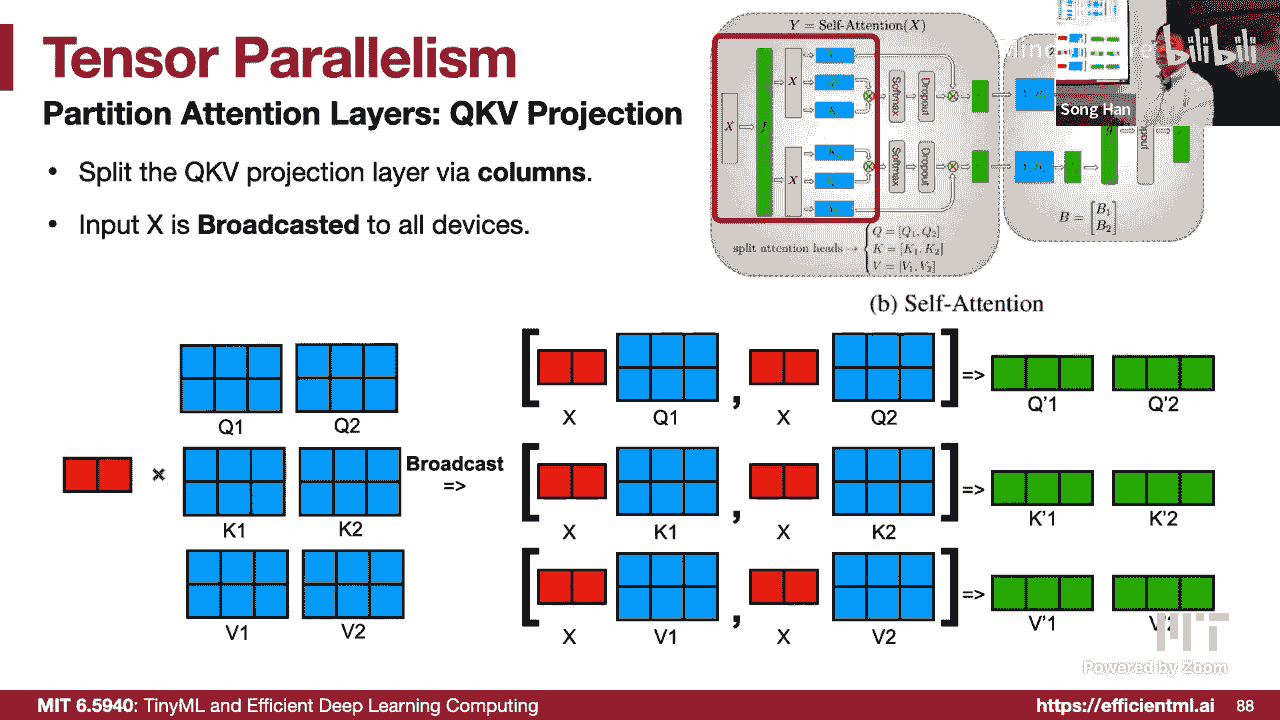 Tensor Parallelism
Partition Attention Layers: QKV Projection
• Split the QKV projection layer via columns.
• Input X is Broadcasted to all devices.
Y = Self-Attention(X)
X
f
X
X
Softmax
Dropout
Softmax
Dropout
g
split attention heads → { Q = [Q1, Q2]
K = [K1, K2]
V = [V1, V2]
B = [B1
B2]
(b) Self-Attention
bilibili
Song Han
Q1
Q2
×
K1
K2
V1
V2
Broadcast
=>
[ X Q1 , X Q2 ] => Q'1 Q'2
[ X K1 , X K2 ] => K'1 K'2
[ X V1 , X V2 ] => V'1 V'2
MIT
Powered by Zoom
MIT 6.5940: TinyML and Efficient Deep Learning Computing
https://efficientml.ai
88